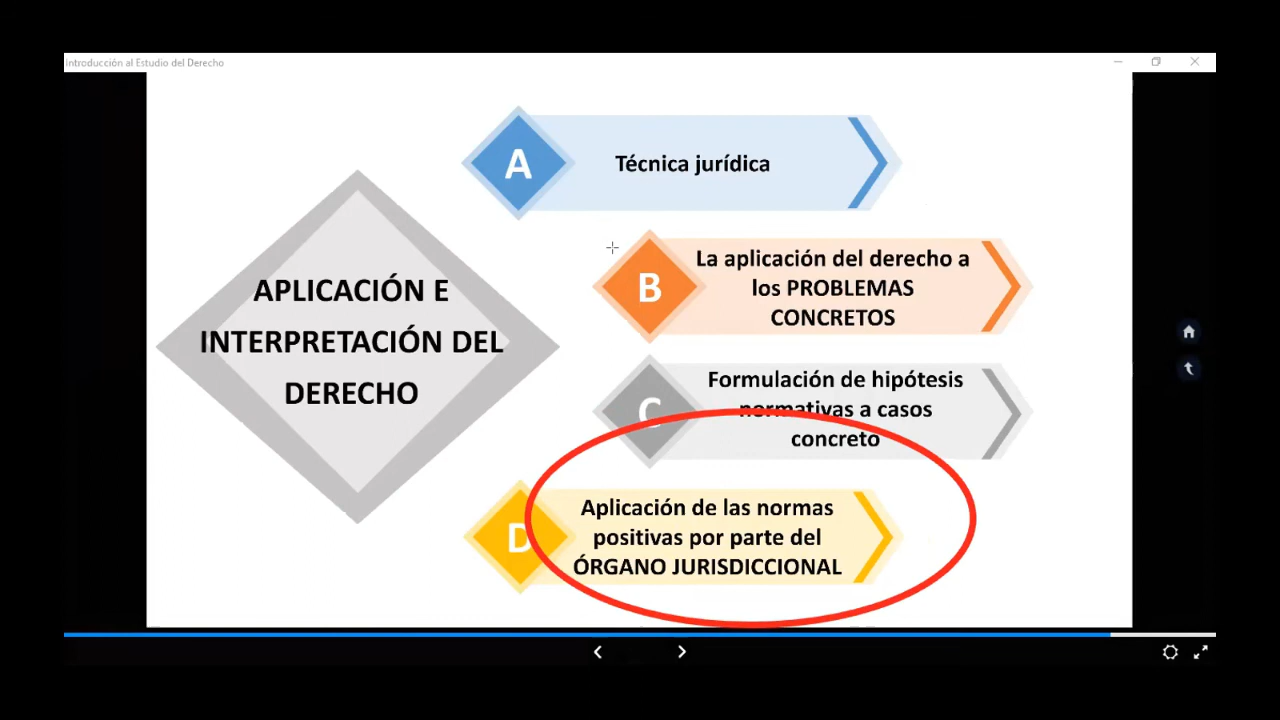 Introducción al Estudio del Derecho
A
Técnica jurídica
B
La aplicación del derecho a
los PROBLEMAS
CONCRETOS
APLICACIÓN E
INTERPRETACIÓN DEL
DERECHO
C
Formulación de hipótesis
normativas a casos
concreto
D
Aplicación de las normas
positivas por parte del
ÓRGANO JURISDICCIONAL